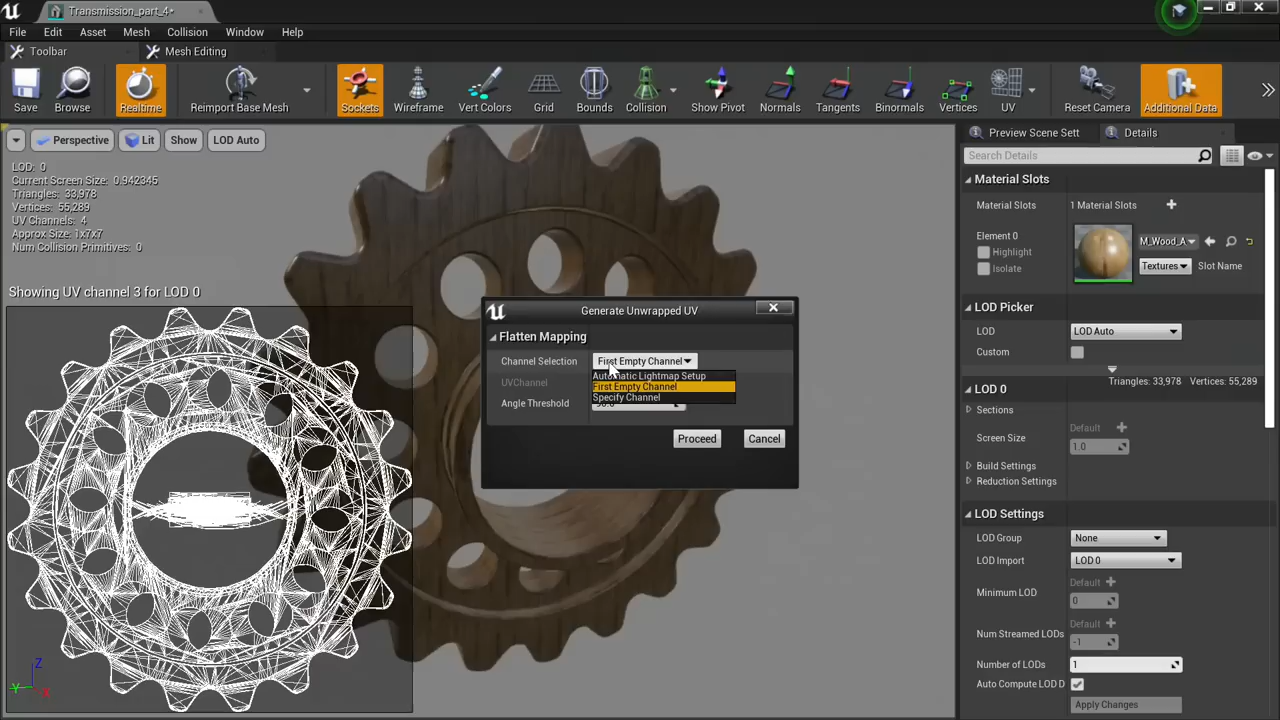 Transmission_part_4*
File Edit Asset Mesh Collision Window Help
Toolbar Mesh Editing
Save Browse Realtime Reimport Base Mesh Sockets Wireframe Vert Colors Grid Bounds Collision Show Pivot Normals Tangents Binormals Vertices UV Reset Camera Additional Data
Perspective Lit Show LOD Auto
LOD: 0
Current Screen Size: 0.942345
Triangles: 33,978
Vertices: 55,289
UV Channels: 4
Approx Size: 1x7x7
Num Collision Primitives: 0
Showing UV channel 3 for LOD 0
Z
Y
X
Generate Unwrapped UV
Flatten Mapping
Channel Selection First Empty Channel
Automatic Lightmap Setup
First Empty Channel
Specify Channel
UVChannel
Angle Threshold
Proceed Cancel
Preview Scene Sett Details
Search Details
Material Slots
Material Slots 1 Material Slots
Element 0
Highlight
Isolate
M_Wood_A
Textures Slot Name
LOD Picker
LOD LOD Auto
Custom
Triangles: 33,978 Vertices: 55,289
LOD 0
Sections
Default
Screen Size 1.0
Build Settings
Reduction Settings
LOD Settings
LOD Group None
LOD Import LOD 0
Default
Minimum LOD 0
Default
Num Streamed LODs -1
Number of LODs 1
Auto Compute LOD D
Apply Changes